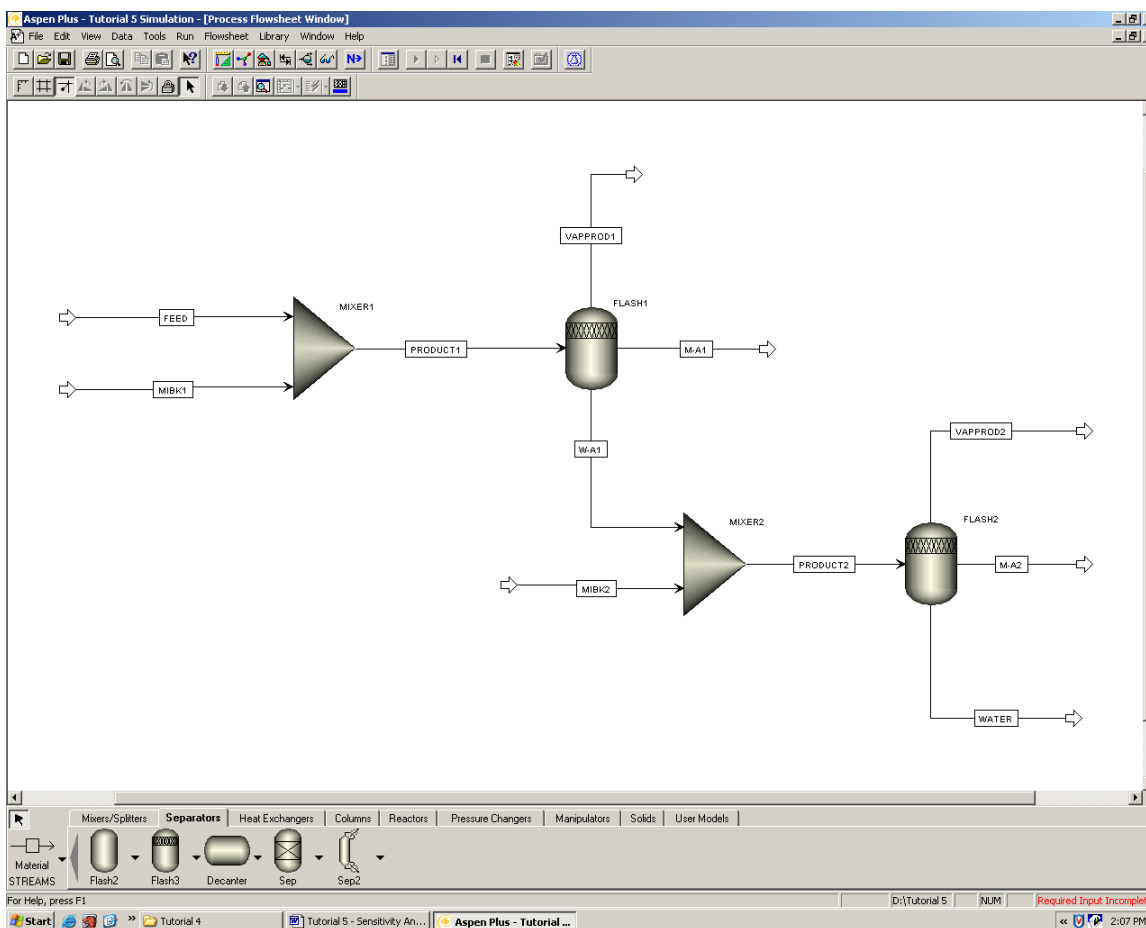 Aspen Plus - Tutorial 5 Simulation - [Process Flowsheet Window]
File Edit View Data Tools Run Flowsheet Library Window Help
N>
VAPPROD1
FLASH1
MIXER1
FEED
PRODUCT1
M-A1
MIBK1
VAPPROD2
W-A1
MIXER2
FLASH2
PRODUCT2
M-A2
MIBK2
WATER
Mixers/Splitters Separators Heat Exchangers Columns Reactors Pressure Changers Manipulators Solids User Models
Material
STREAMS
Flash2 Flash3 Decanter Sep Sep2
For Help, press F1 D:\Tutorial 5 NUM Required Input Incomplet
Start » Tutorial 4 Tutorial 5 - Sensitivity An... Aspen Plus - Tutorial ... « 2:07 PM